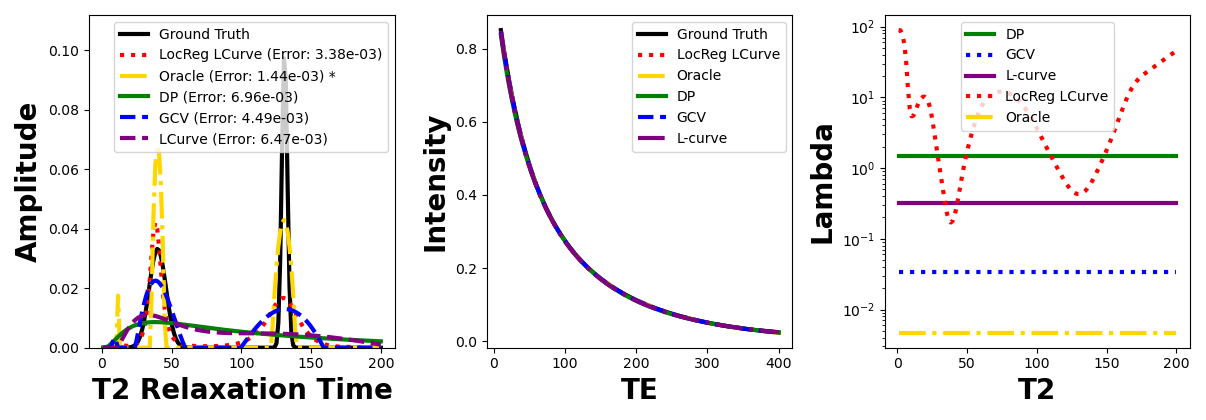 Amplitude
0.10
0.08
0.06
0.04
0.02
0.00
0
50
100
150
200
T2 Relaxation Time
Ground Truth
LocReg LCurve (Error: 3.38e-03)
Oracle (Error: 1.44e-03) *
DP (Error: 6.96e-03)
GCV (Error: 4.49e-03)
LCurve (Error: 6.47e-03)
Intensity
0.8
0.6
0.4
0.2
0.0
0
100
200
300
400
TE
Ground Truth
LocReg LCurve
Oracle
DP
GCV
L-curve
Lambda
10²
10¹
10⁰
10⁻¹
10⁻²
0
50
100
150
200
T2
DP
GCV
L-curve
LocReg LCurve
Oracle